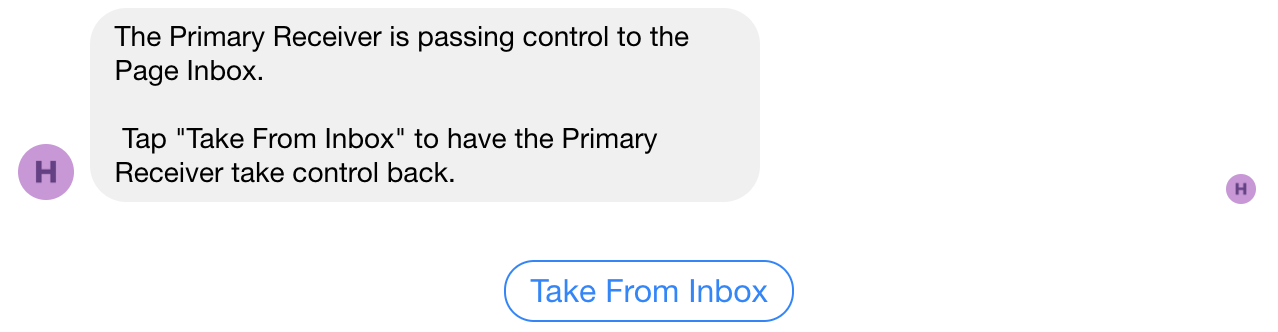 The Primary Receiver is passing control to the
Page Inbox.
Tap "Take From Inbox" to have the Primary
Receiver take control back.
H
H
Take From Inbox